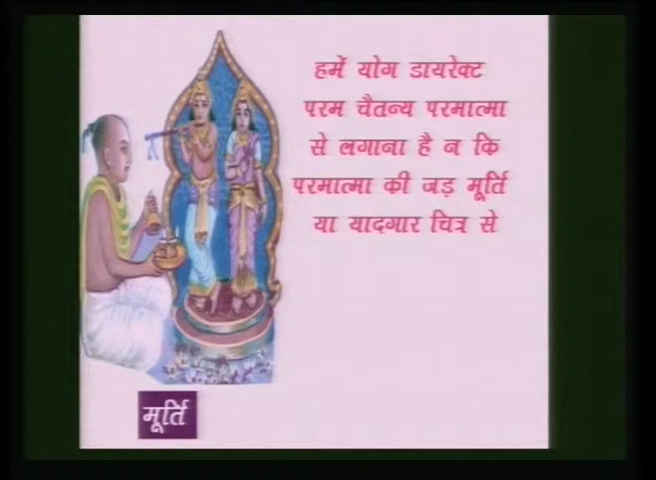 हमें योग डायरेक्ट
परम चैतन्य परमात्मा
से लगाना है न कि
परमात्मा की जड़ मूर्ति
या यादगार चित्र से
मूर्ति